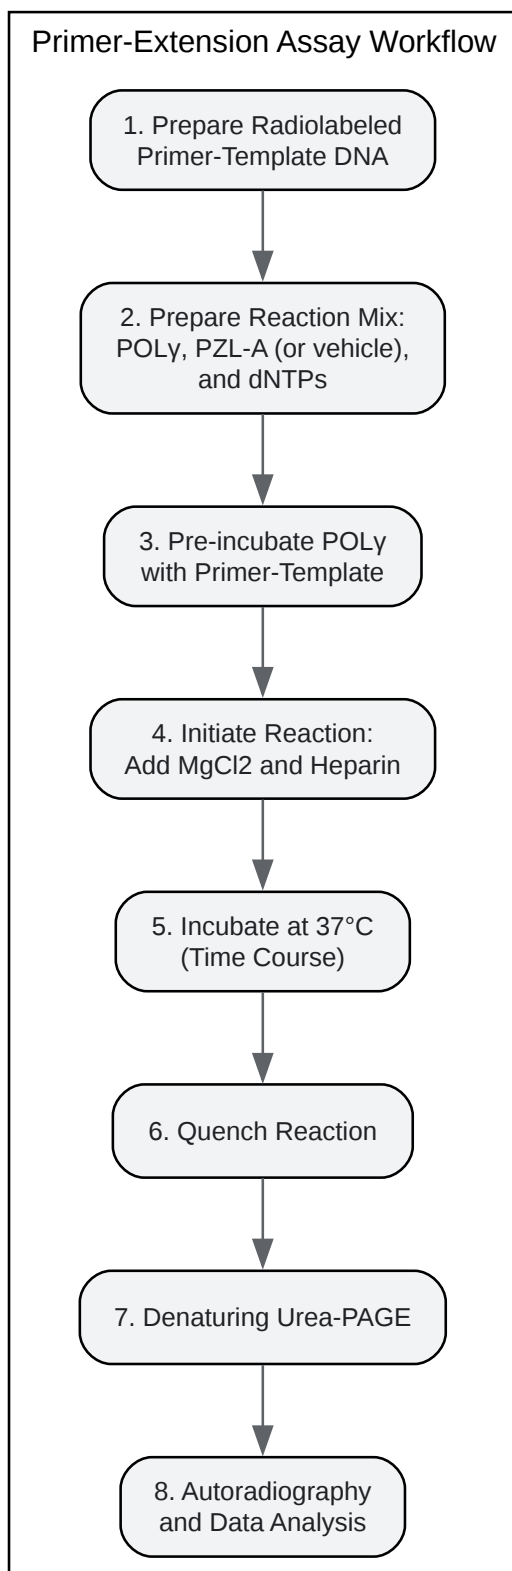 Primer-Extension Assay Workflow
1. Prepare Radiolabeled
Primer-Template DNA
2. Prepare Reaction Mix:
POLγ, PZL-A (or vehicle),
and dNTPs
3. Pre-incubate POLγ
with Primer-Template
4. Initiate Reaction:
Add MgCl2 and Heparin
5. Incubate at 37°C
(Time Course)
6. Quench Reaction
7. Denaturing Urea-PAGE
8. Autoradiography
and Data Analysis